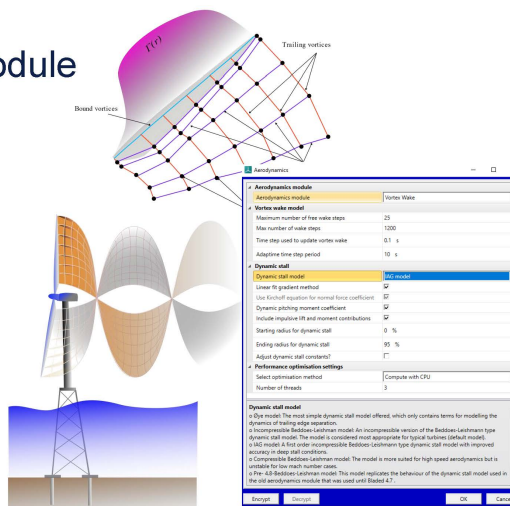 odule
Γ(r)
Trailing vortices
Bound vortices
Aerodynamics
Aerodynamics module
Aerodynamics module Vortex Wake
Vortex wake model
Maximum number of free wake steps 25
Max number of wake steps 1200
Time step used to update vortex wake 0.1 s
Adaptime time step period 10 s
Dynamic stall
Dynamic stall model IAG model
Linear fit gradient method
Use Kirchoff equation for normal force coefficient
Dynamic pitching moment coefficient
Include impulsive lift and moment contributions
Starting radius for dynamic stall 0 %
Ending radius for dynamic stall 95 %
Adjust dynamic stall constants?
Performance optimisation settings
Select optimisation method Compute with CPU
Number of threads 3
Dynamic stall model
o Øye model: The most simple dynamic stall model offered, which only contains terms for modelling the
dynamics of trailing edge separation.
o Incompressible Beddoes-Leishman model: An incompressible version of the Beddoes-Leishman type
dynamic stall model. The model is considered most appropriate for typical turbines (default model).
o IAG model: A first order incompressible Beddoes-Leishman type dynamic stall model with improved
accuracy in deep stall conditions.
o Compressible Beddoes-Leishman model: The model is more suited for high speed aerodynamics but is
unstable for low mach number cases.
o Pre- 4.8-Beddoes-Leishman model: This model replicates the behaviour of the dynamic stall model used in
the old aerodynamics module that was used until Bladed 4.7 .
Encrypt Decrypt OK Cance